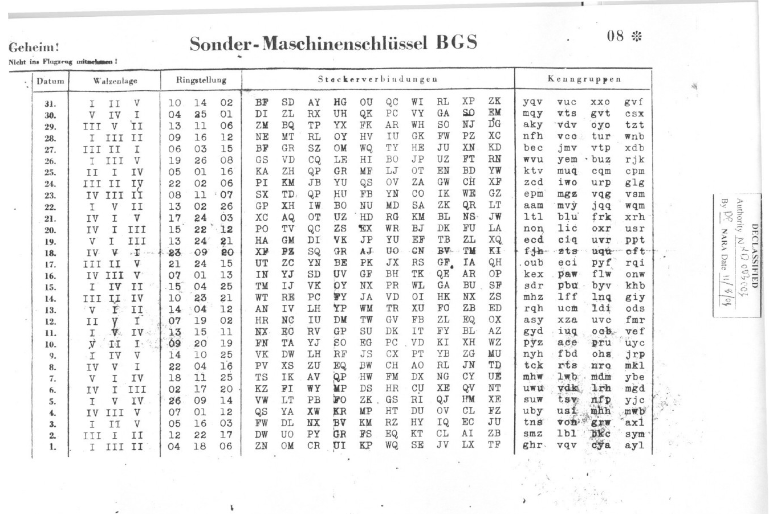 Geheim!
Sonder-Maschinenschlüssel BGS
08 ※
Nicht ins Flugzeug mitnehmen!
Datum Walzenlage Ringstellung Steckerverbindungen Kenngruppen
31. I II V 10 14 02 BF SD AY HG OU QC WI RL XP ZK yqv vuc xxo gvf
30. V IV I 04 25 01 DI ZL RX UH QK PC VY GA SO EM mqy vts gvt csx
29. III V II 13 11 06 ZM BQ TP YX FK AR WH SO NJ DG aky vdv oyo tzt
28. I III II 09 16 12 NE MT RL OY HV IU GK FW PZ XC nfh vco tur wnb
27. III II I 06 03 15 BF GR SZ OM WQ TY HE JU XN KD bec jmv vtp xdb
26. I III V 19 26 08 GS VD CQ LE HI BO JP UZ FT RN wvu yem buz rjk
25. II I IV 05 01 16 KA ZH QP GR MF LJ OT EN BD YW ktv muq cqm cpm
24. III II IV 22 02 06 PI KM JB YU QS OV ZA GW CH XF zcd iwo urp glg
23. IV III II 08 11 07 SX TD QP HU FB YN CO IK WE GZ epm mgs vqg vsm
22. I V II 13 02 26 GP XH IW BO NU MD SA ZK QR LT aam mvy jqq wqm
21. IV I V 17 24 03 XC AQ OT UZ HD RG KM BL NS JW ltl blu frk xrh
20. IV I III 15 22 12 PO TV QC ZS EX WR BJ DK FU LA non lic oxr usr
19. V I III 13 24 21 HA GM DI VK JP YU EF TB ZL XQ ecd ciq uvr ppt
18. IV V I 23 09 20 XF PZ SQ GR AJ UO CN BV TM KI fjh zts uqu cft
17. III II V 21 24 15 UT ZC YN BE PK JX RS GF IA QH oub eci pyf rqi
16. IV III V 07 01 13 IN YJ SD UV GF BH TK QE AR OP kex paw flw onw
15. I IV II 15 04 25 TM IJ VK OY NX PR WL GA BU SF sdr pbu byv khb
14. III II IV 10 23 21 WT RE PC FY JA VD OI HK NX ZS mhz lff lnq giy
13. V I II 14 04 12 AN IV LH YP WM TR XU FO ZB ED rqh ucm ldi ods
12. II V I 07 19 02 HR NC IU DM TW GV FB ZL EQ OX asy xza uvc fmr
11. I V IV 13 15 11 NX EC RV GP SU DK IT FY BL AZ gyd iuq ocb vef
10. V II I 09 20 19 FN TA YJ SO EG PC VD KI XH WZ pyz ace pru uyc
9. I IV V 14 10 25 VK DW LH RF JS CX PT YB ZG MU nyh fbd ohs jrp
8. IV V I 22 04 16 PV XS ZU EQ BW CH AO RL JN TD tck rts nro mkl
7. V I IV 18 11 25 TS IK AV QP HW FM DX NG CY UE mhw lwb mdm ybe
6. IV I III 02 17 20 KZ FI WY MP DS HR CU XE QV NT uwu vdk lrh mgd
5. I V IV 26 09 14 VW LT PB FO ZK GS RI QJ HM XE suw tsv nfp yjc
4. IV III V 07 01 12 QS YA XW KR MP HT DU OV CL FZ uby usi mhh mwb
3. I II V 05 16 03 FW DL NX BV KM RZ HY IQ EC JU tns von grw axl
2. III I II 12 22 17 DW UO PY GR FS EQ KT CL AI ZB smz lbl pkc sym
1. I III II 04 18 06 ZN OM CR UI KP WQ SE JV LX TF ghr vqv cya ayl
DECLASSIFIED
Authority
By NARA Date